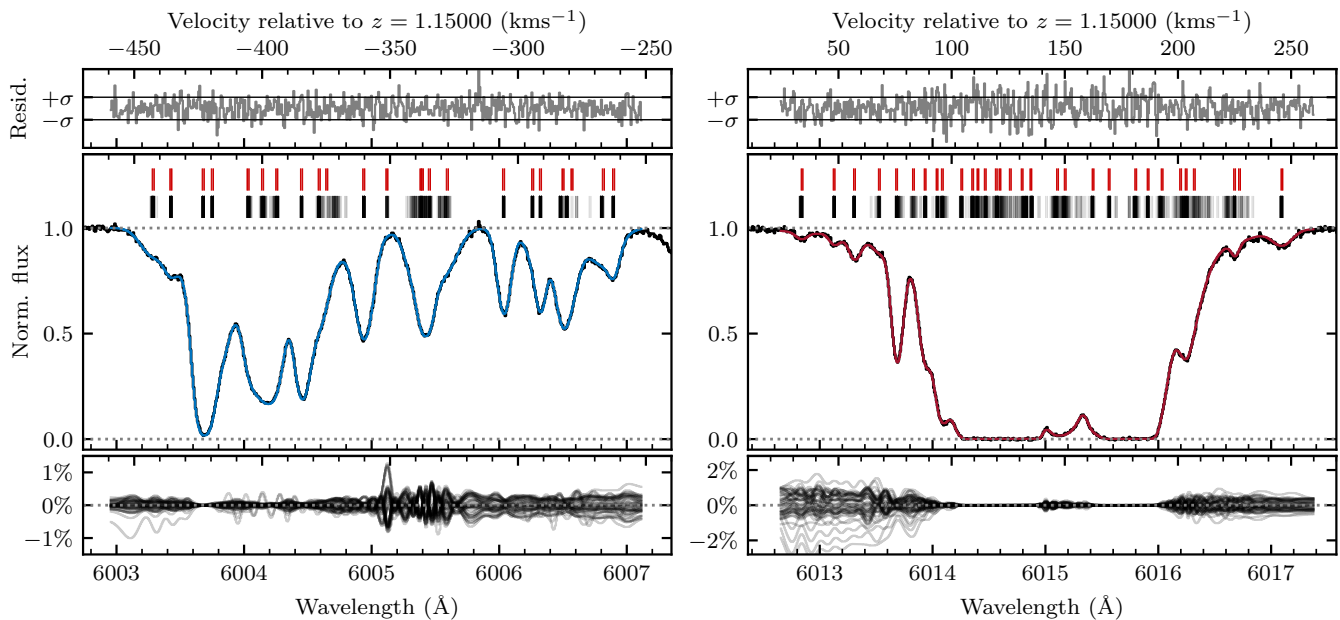 Velocity relative to z = 1.15000 (kms⁻¹)
−450 −400 −350 −300 −250
Resid.
+σ
−σ
Norm. flux
1.0
0.5
0.0
1%
0%
−1%
6003 6004 6005 6006 6007
Wavelength (Å)
Velocity relative to z = 1.15000 (kms⁻¹)
50 100 150 200 250
+σ
−σ
1.0
0.5
0.0
2%
0%
−2%
6013 6014 6015 6016 6017
Wavelength (Å)